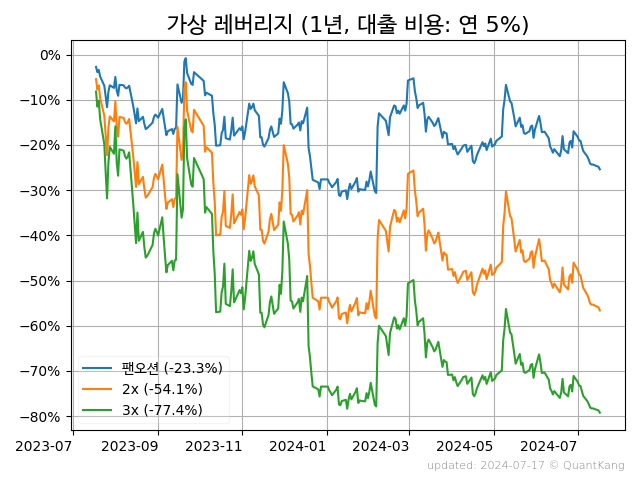 가상 레버리지 (1년, 대출 비용: 연 5%)
0%
−10%
−20%
−30%
−40%
−50%
−60%
−70%
−80%
팬오션 (-23.3%)
2x (-54.1%)
3x (-77.4%)
2023-07 2023-09 2023-11 2024-01 2024-03 2024-05 2024-07
updated: 2024-07-17 © QuantKang